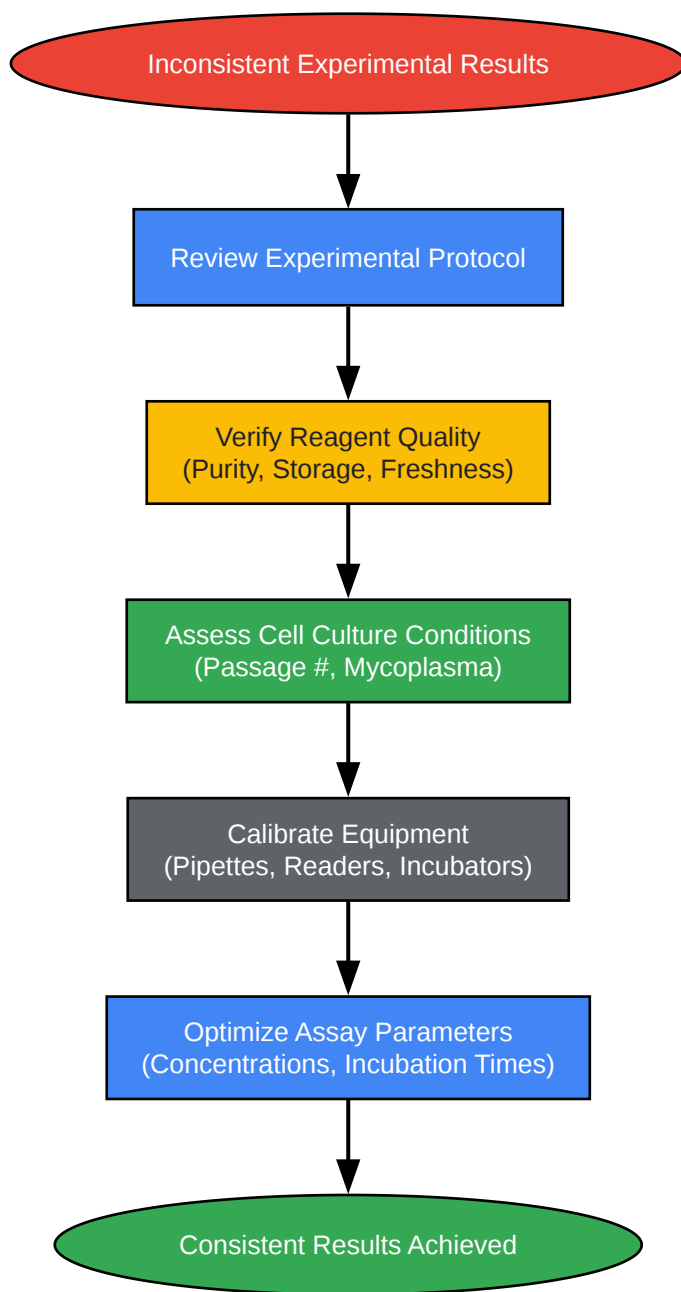 Inconsistent Experimental Results
Review Experimental Protocol
Verify Reagent Quality
(Purity, Storage, Freshness)
Assess Cell Culture Conditions
(Passage #, Mycoplasma)
Calibrate Equipment
(Pipettes, Readers, Incubators)
Optimize Assay Parameters
(Concentrations, Incubation Times)
Consistent Results Achieved